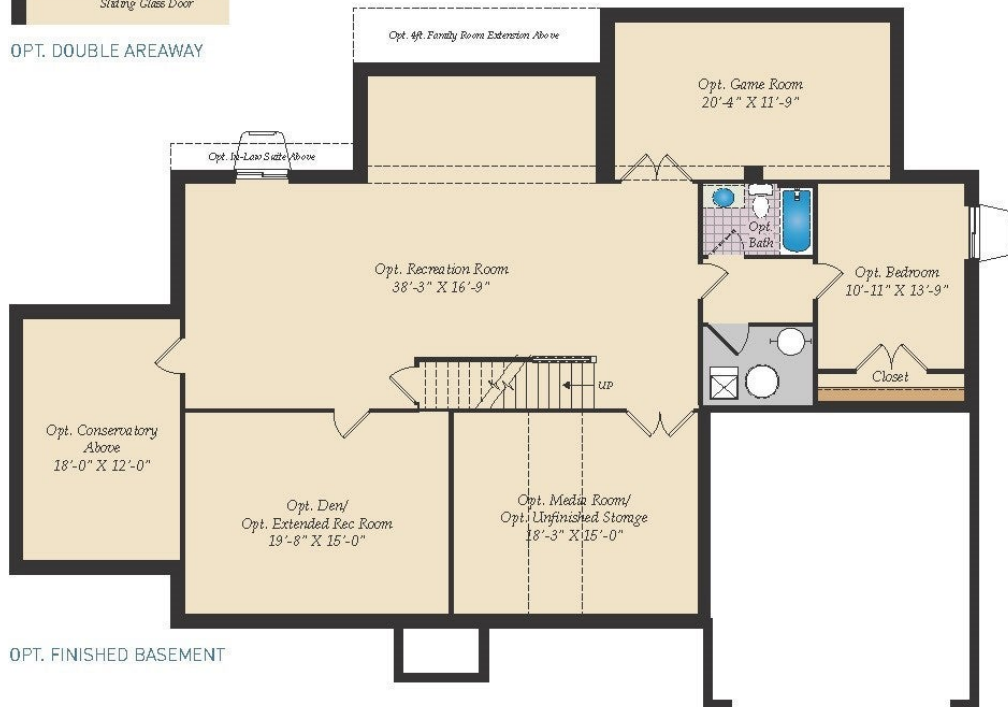 Sliding Glass Door
OPT. DOUBLE AREAWAY
Opt. 4ft. Family Room Extension Above
Opt. Game Room
20'-4" X 11'-9"
Opt. In-Law Suite Above
Opt.
Bath
Opt. Recreation Room
38'-3" X 16'-9"
Opt. Bedroom
10'-11" X 13'-9"
Closet
UP
Opt. Conservatory
Above
18'-0" X 12'-0"
Opt. Den/
Opt. Extended Rec Room
19'-8" X 15'-0"
Opt. Media Room/
Opt. Unfinished Storage
18'-3" X 15'-0"
OPT. FINISHED BASEMENT